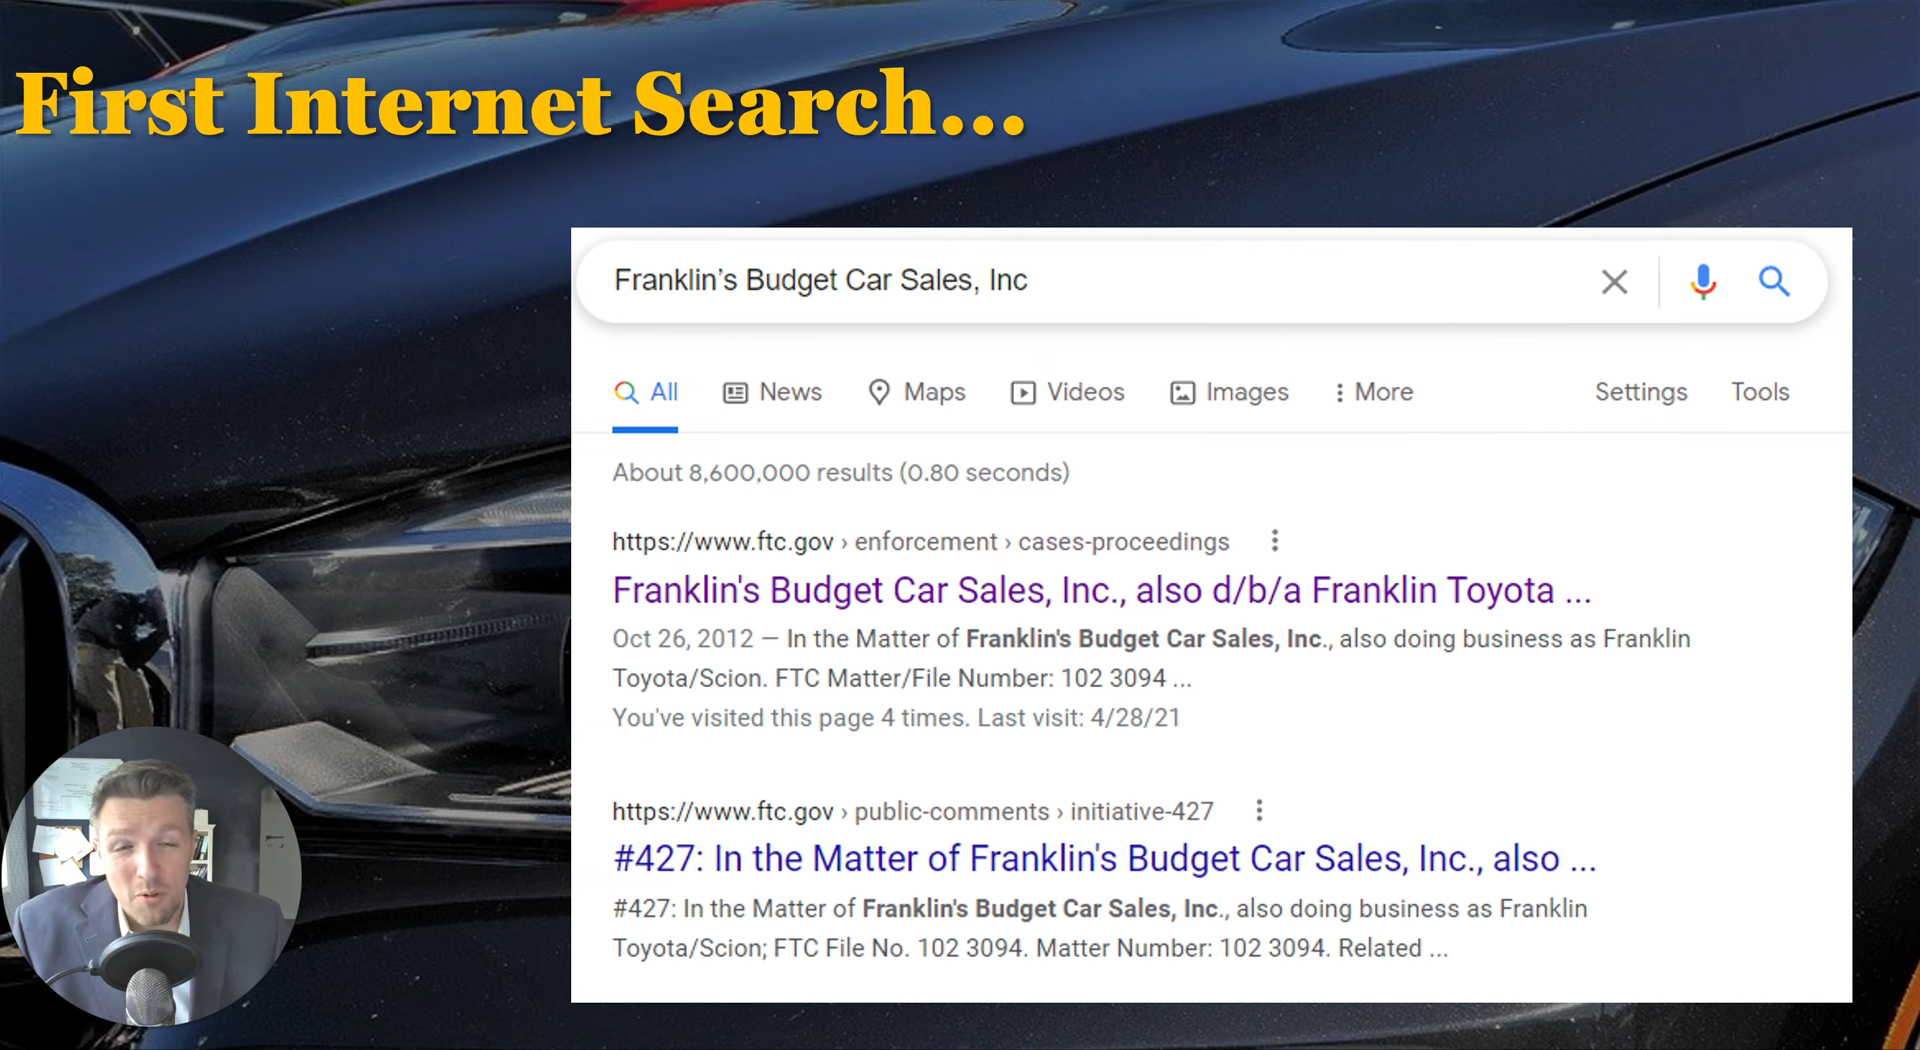 First Internet Search...
Franklin’s Budget Car Sales, Inc
All News Maps Videos Images More Settings Tools
About 8,600,000 results (0.80 seconds)
https://www.ftc.gov › enforcement › cases-proceedings
Franklin's Budget Car Sales, Inc., also d/b/a Franklin Toyota ...
Oct 26, 2012 — In the Matter of Franklin's Budget Car Sales, Inc., also doing business as Franklin
Toyota/Scion. FTC Matter/File Number: 102 3094 ...
You've visited this page 4 times. Last visit: 4/28/21
https://www.ftc.gov › public-comments › initiative-427
#427: In the Matter of Franklin's Budget Car Sales, Inc., also ...
#427: In the Matter of Franklin's Budget Car Sales, Inc., also doing business as Franklin
Toyota/Scion; FTC File No. 102 3094. Matter Number: 102 3094. Related ...